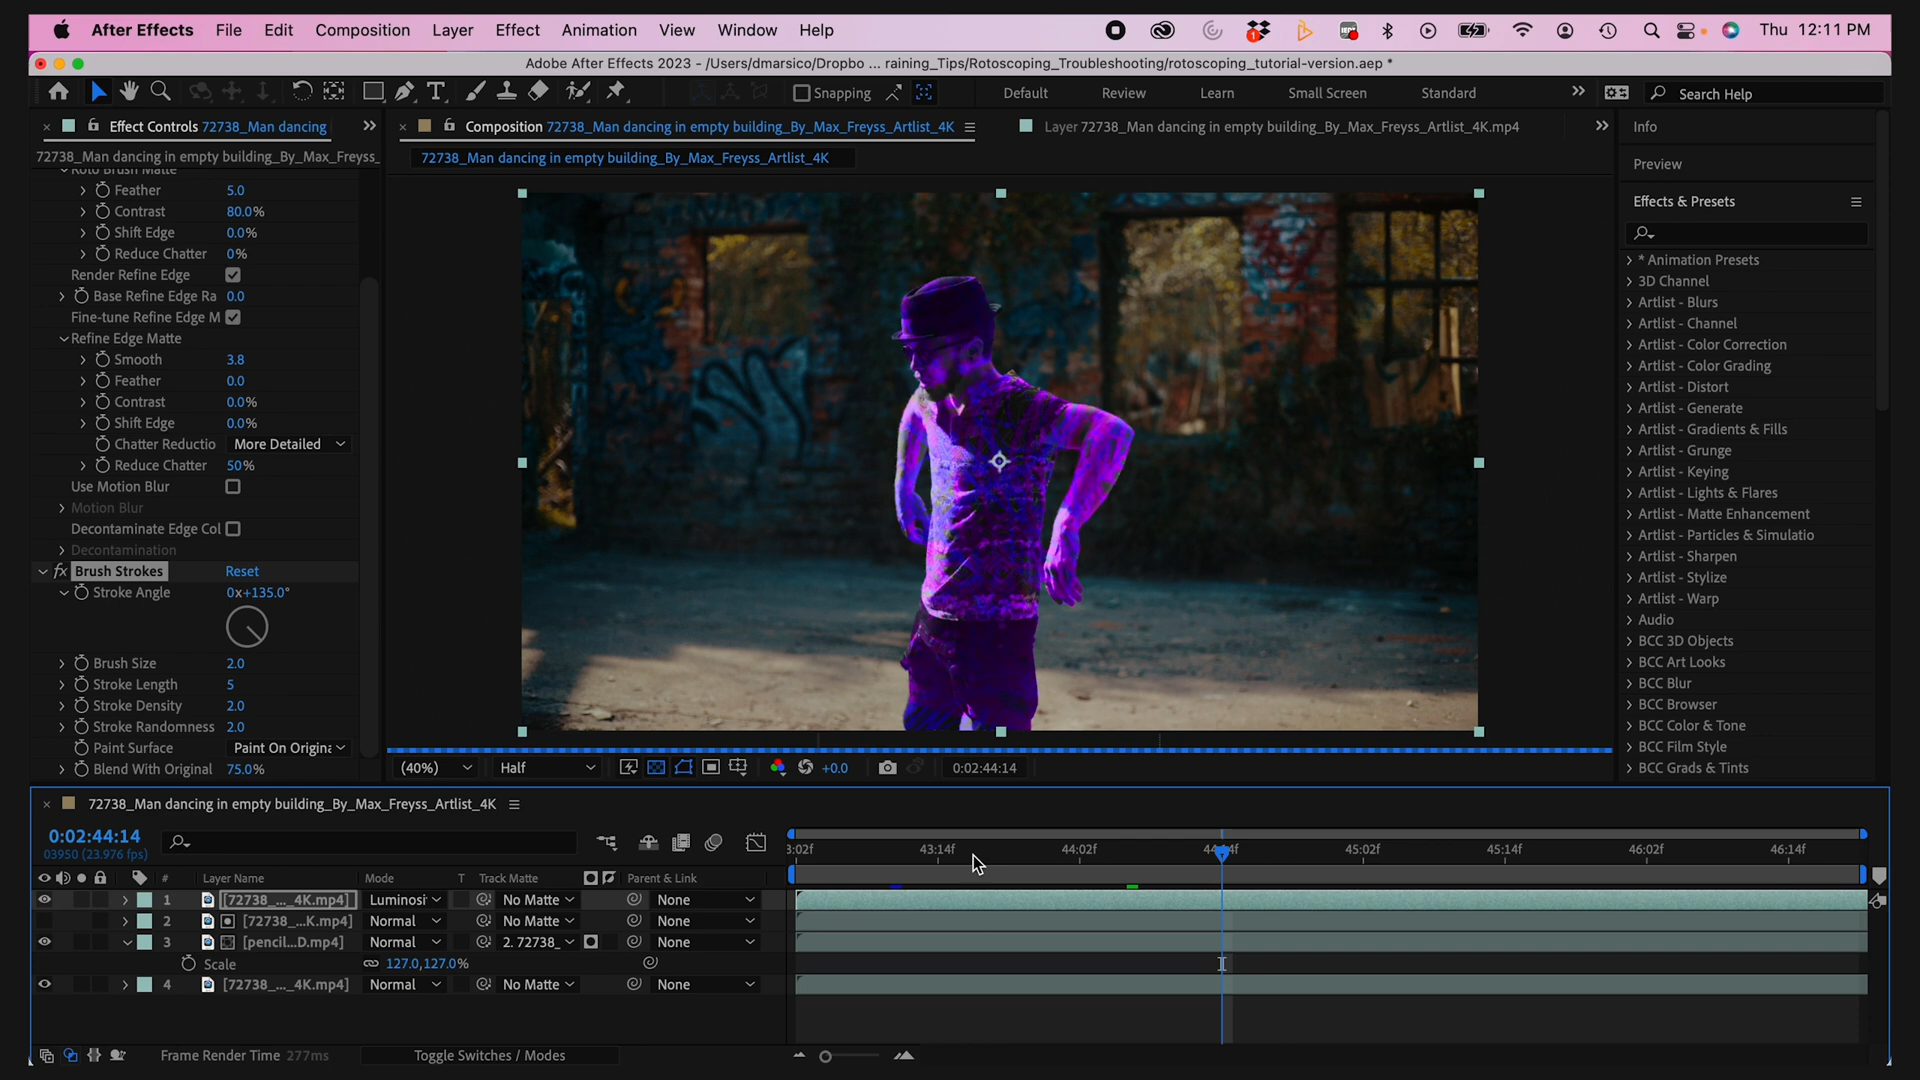 After Effects File Edit Composition Layer Effect Animation View Window Help
Thu 12:11 PM
Adobe After Effects 2023 - /Users/dmarsico/Dropbo ... raining_Tips/Rotoscoping_Troubleshooting/rotoscoping_tutorial-version.aep *
Snapping Default Review Learn Small Screen Standard Search Help
Effect Controls 72738_Man dancing
72738_Man dancing in empty building_By_Max_Freyss_
Roto Brush Matte
Feather 5.0
Contrast 80.0%
Shift Edge 0.0%
Reduce Chatter 0%
Render Refine Edge
Base Refine Edge Ra 0.0
Fine-tune Refine Edge M
Refine Edge Matte
Smooth 3.8
Feather 0.0
Contrast 0.0%
Shift Edge 0.0%
Chatter Reductio More Detailed
Reduce Chatter 50%
Use Motion Blur
Motion Blur
Decontaminate Edge Col
Decontamination
fx Brush Strokes Reset
Stroke Angle 0x+135.0°
Brush Size 2.0
Stroke Length 5
Stroke Density 2.0
Stroke Randomness 2.0
Paint Surface Paint On Origina
Blend With Original 75.0%
Composition 72738_Man dancing in empty building_By_Max_Freyss_Artlist_4K
Layer 72738_Man dancing in empty building_By_Max_Freyss_Artlist_4K.mp4
72738_Man dancing in empty building_By_Max_Freyss_Artlist_4K
(40%) Half +0.0 0:02:44:14
Info
Preview
Effects & Presets
* Animation Presets
3D Channel
Artlist - Blurs
Artlist - Channel
Artlist - Color Correction
Artlist - Color Grading
Artlist - Distort
Artlist - Generate
Artlist - Gradients & Fills
Artlist - Grunge
Artlist - Keying
Artlist - Lights & Flares
Artlist - Matte Enhancement
Artlist - Particles & Simulatio
Artlist - Sharpen
Artlist - Stylize
Artlist - Warp
Audio
BCC 3D Objects
BCC Art Looks
BCC Blur
BCC Browser
BCC Color & Tone
BCC Film Style
BCC Grads & Tints
72738_Man dancing in empty building_By_Max_Freyss_Artlist_4K
0:02:44:14
03950 (23.976 fps)
3:02f 43:14f 44:02f 44:14f 45:02f 45:14f 46:02f 46:14f
# Layer Name Mode T Track Matte Parent & Link
1 [72738_..._4K.mp4] Luminosi No Matte None
2 [72738_...K.mp4] Normal No Matte None
3 [pencil...D.mp4] Normal 2. 72738_ None
Scale 127.0,127.0%
4 [72738_..._4K.mp4] Normal No Matte None
Frame Render Time 277ms Toggle Switches / Modes